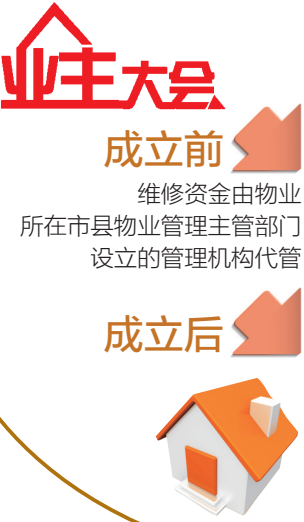 业主大会
成立前
维修资金由物业
所在市县物业管理主管部门
设立的管理机构代管
成立后